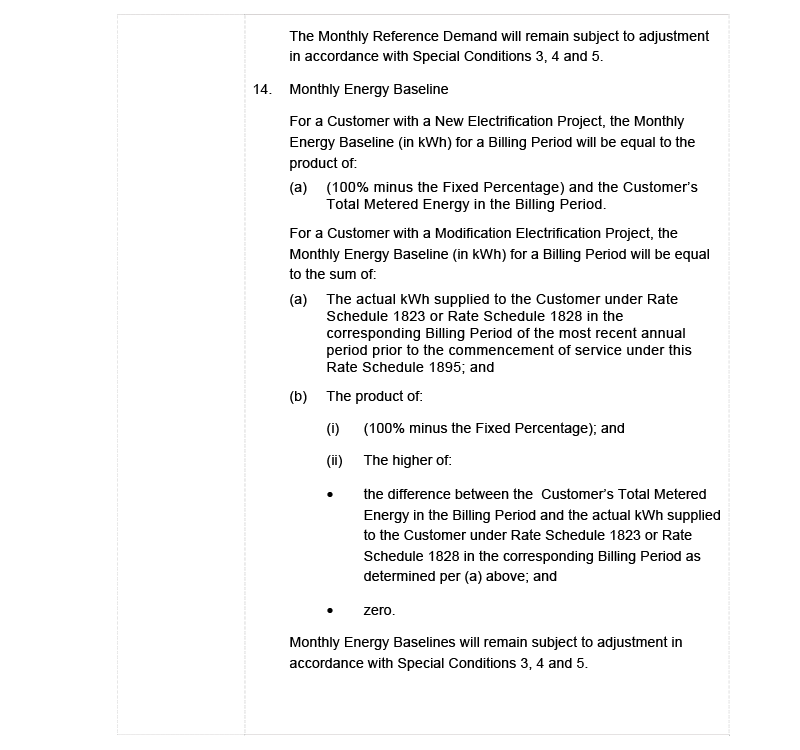 The Monthly Reference Demand will remain subject to adjustment
in accordance with Special Conditions 3, 4 and 5.
14. Monthly Energy Baseline
For a Customer with a New Electrification Project, the Monthly
Energy Baseline (in kWh) for a Billing Period will be equal to the
product of:
(a) (100% minus the Fixed Percentage) and the Customer's
Total Metered Energy in the Billing Period.
For a Customer with a Modification Electrification Project, the
Monthly Energy Baseline (in kWh) for a Billing Period will be equal
to the sum of:
(a) The actual kWh supplied to the Customer under Rate
Schedule 1823 or Rate Schedule 1828 in the
corresponding Billing Period of the most recent annual
period prior to the commencement of service under this
Rate Schedule 1895; and
(b) The product of:
(i) (100% minus the Fixed Percentage); and
(ii) The higher of:
• the difference between the Customer's Total Metered
Energy in the Billing Period and the actual kWh supplied
to the Customer under Rate Schedule 1823 or Rate
Schedule 1828 in the corresponding Billing Period as
determined per (a) above; and
• zero.
Monthly Energy Baselines will remain subject to adjustment in
accordance with Special Conditions 3, 4 and 5.